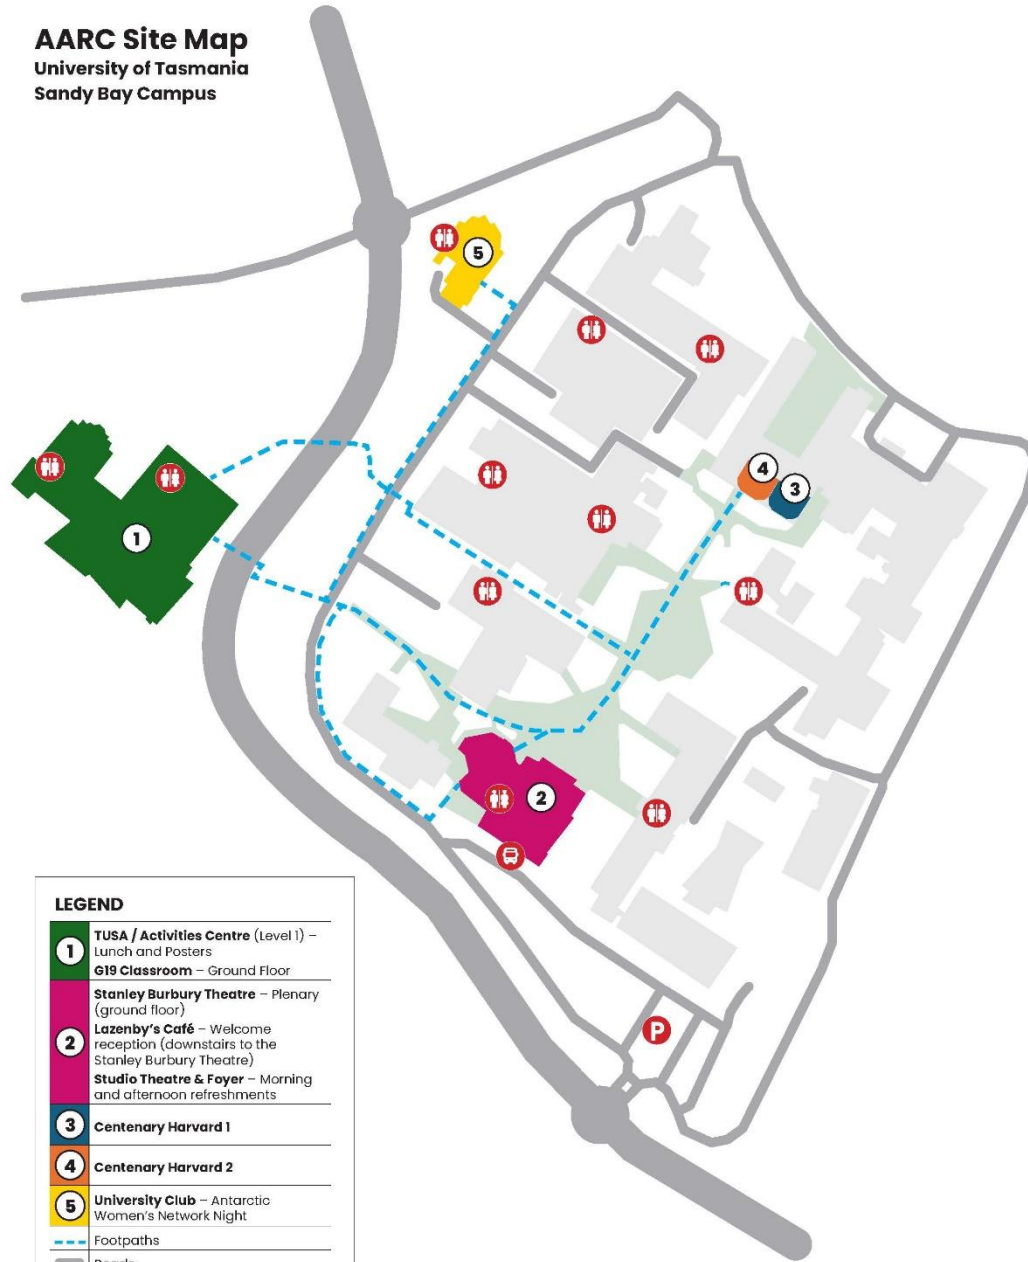 AARC Site Map
University of Tasmania
Sandy Bay Campus
5
4
3
1
2
P
LEGEND
1
TUSA / Activities Centre (Level 1) –
Lunch and Posters
G19 Classroom – Ground Floor
2
Stanley Burbury Theatre – Plenary
(ground floor)
Lazenby's Café – Welcome
reception (downstairs to the
Stanley Burbury Theatre)
Studio Theatre & Foyer – Morning
and afternoon refreshments
3
Centenary Harvard 1
4
Centenary Harvard 2
5
University Club – Antarctic
Women's Network Night
Footpaths